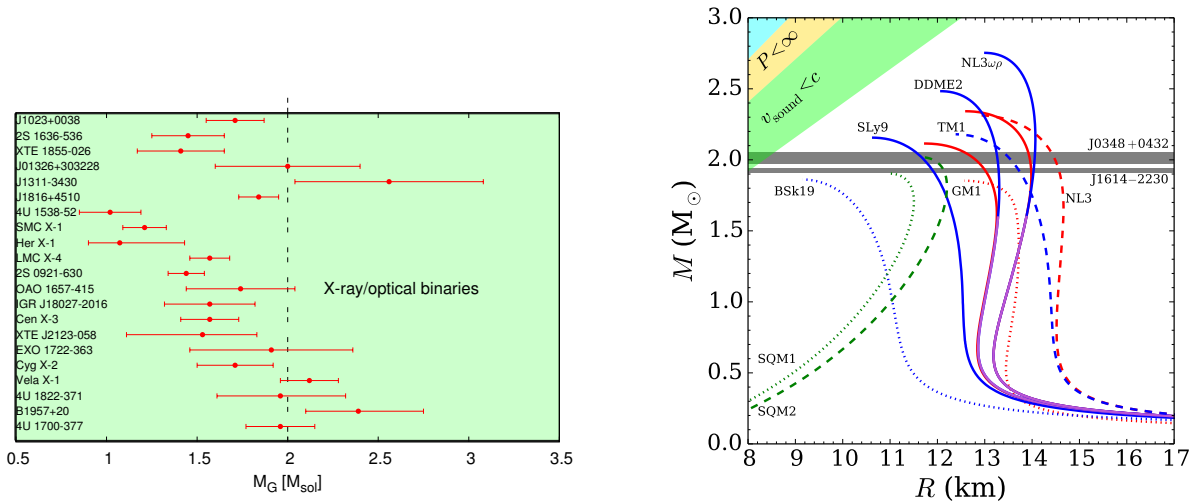 J1023+0038
2S 1636-536
XTE 1855-026
J01326+303228
J1311-3430
J1816+4510
4U 1538-52
SMC X-1
Her X-1
LMC X-4
2S 0921-630
OAO 1657-415
X-ray/optical binaries
IGR J18027-2016
Cen X-3
XTE J2123-058
EXO 1722-363
Cyg X-2
Vela X-1
4U 1822-371
B1957+20
4U 1700-377
0.5 1 1.5 2 2.5 3 3.5
M_G [M_sol]
3.0
2.5
2.0
1.5
1.0
0.5
0.0
M (M☉)
P<∞
v_sound<c
NL3ωρ
DDME2
SLy9
TM1
J0348+0432
J1614−2230
BSk19
GM1
NL3
SQM1
SQM2
8 9 10 11 12 13 14 15 16 17
R (km)